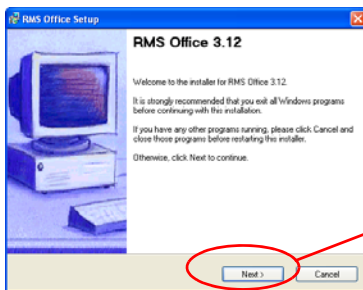 RMS Office Setup
RMS Office 3.12
Welcome to the installer for RMS Office 3.12.
It is strongly recommended that you exit all Windows programs
before continuing with this installation.
If you have any other programs running, please click Cancel and
close those programs before restarting this installer.
Otherwise, click Next to continue.
Next >
Cancel